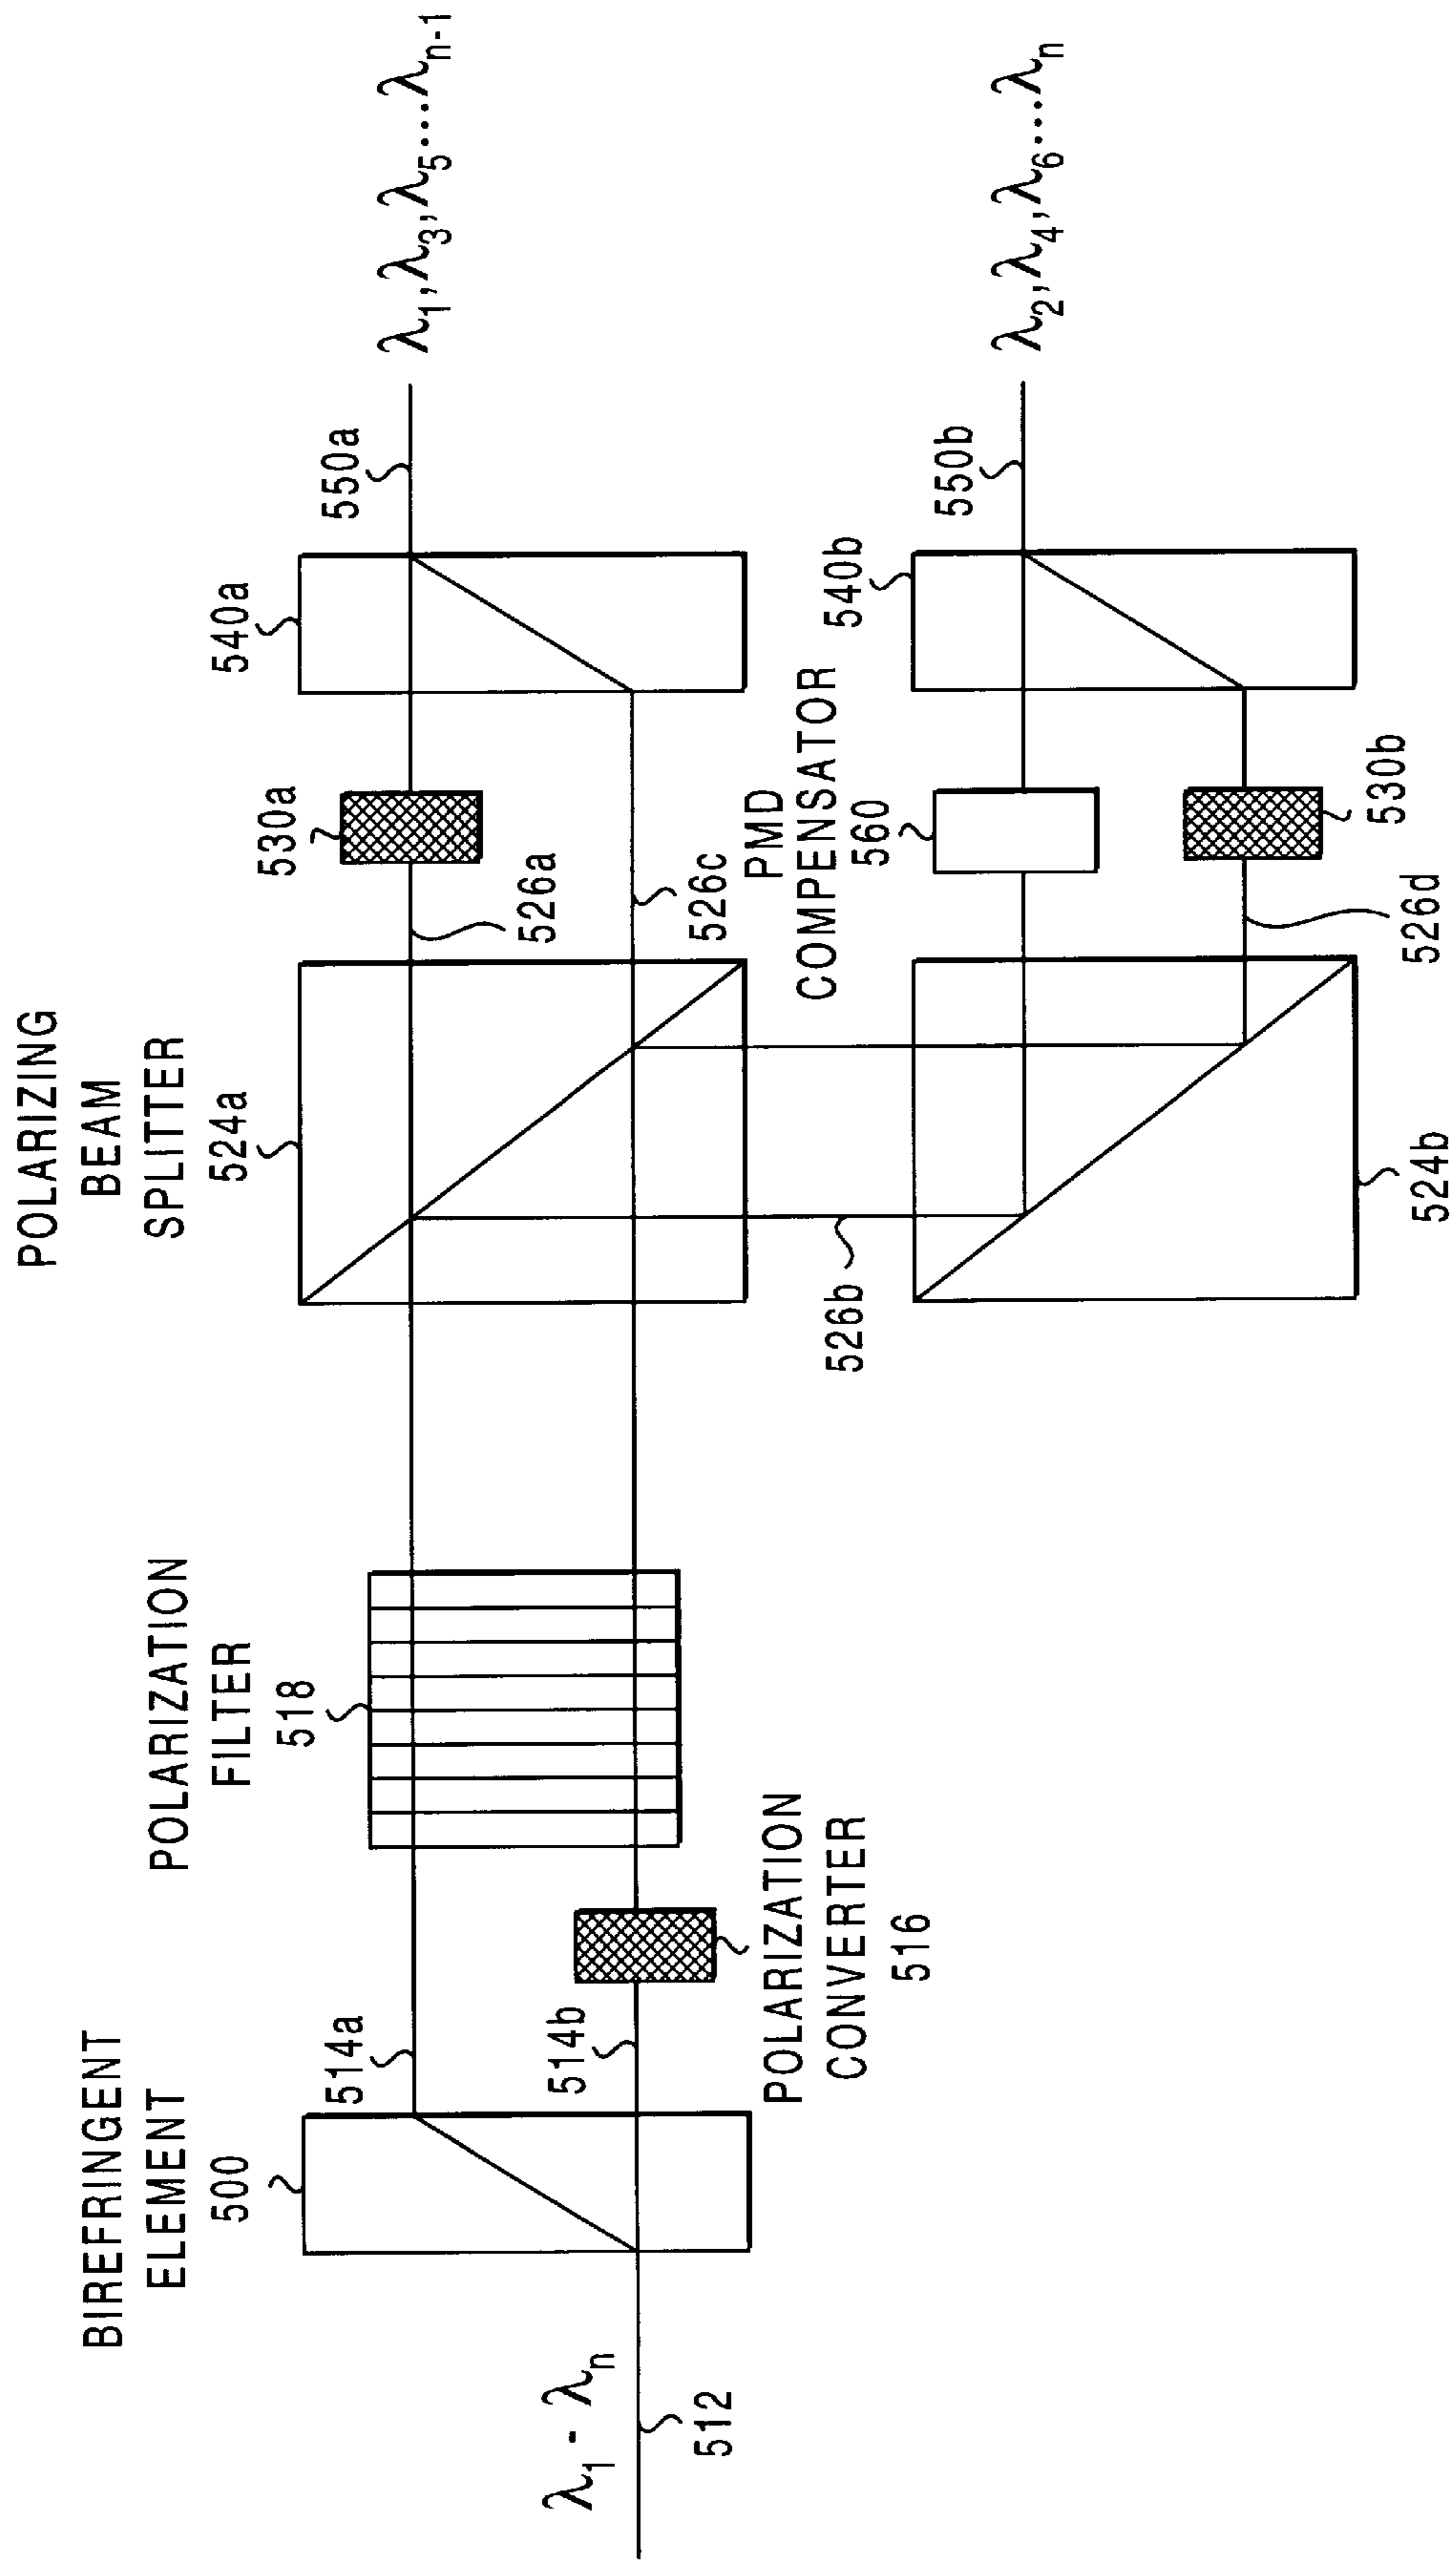 BIREFRINGENT
ELEMENT
500
λ1 - λn
512
514a
514b
POLARIZATION
CONVERTER
516
POLARIZATION
FILTER
518
POLARIZING
BEAM
SPLITTER
524a
524b
526a
526b
526c
526d
530a
530b
PMD
COMPENSATOR
560
540a
540b
550a
550b
λ1, λ3, λ5...λn-1
λ2, λ4, λ6...λn